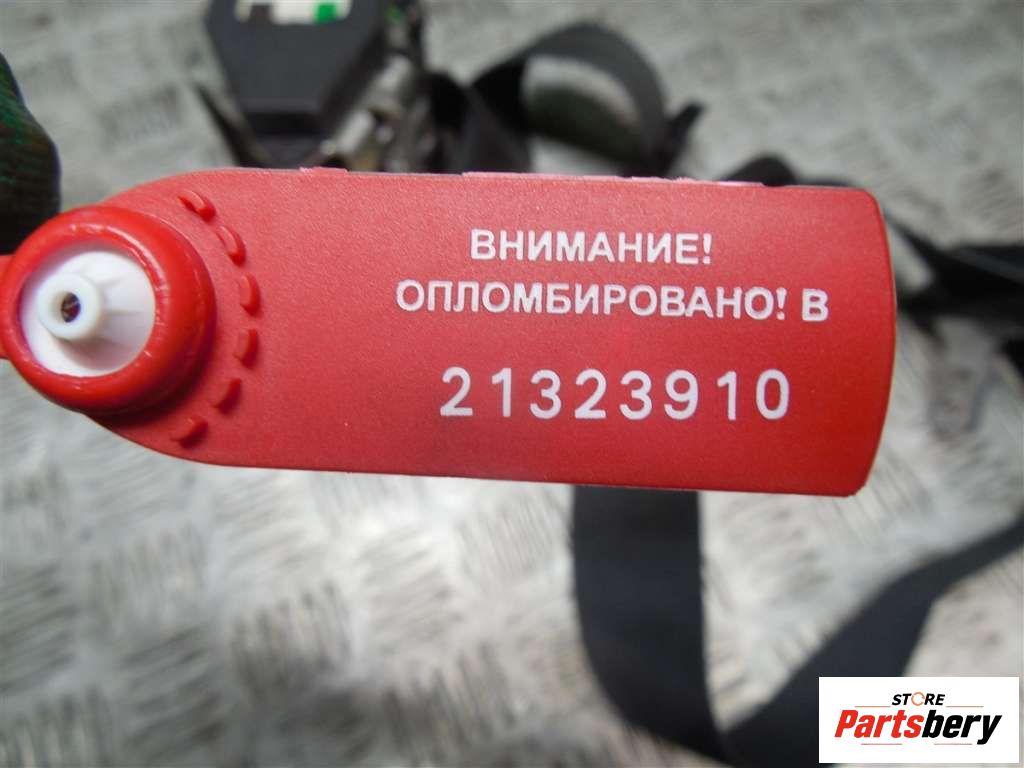 ВНИМАНИЕ!
ОПЛОМБИРОВАНО! В
21323910
STORE
Partsbery